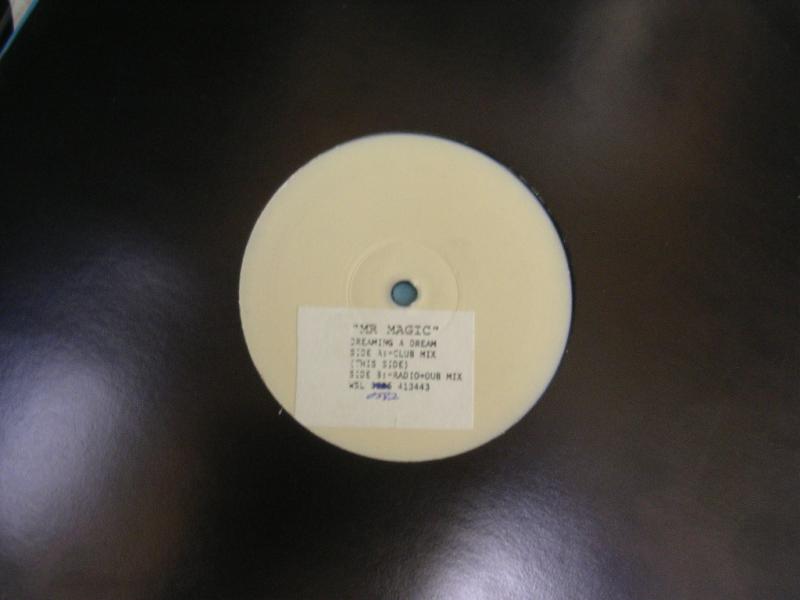 "MR MAGIC"
DREAMING A DREAM
SIDE A:=CLUB MIX
(THIS SIDE)
SIDE B:=RADIO+DUB MIX
WSL 413443